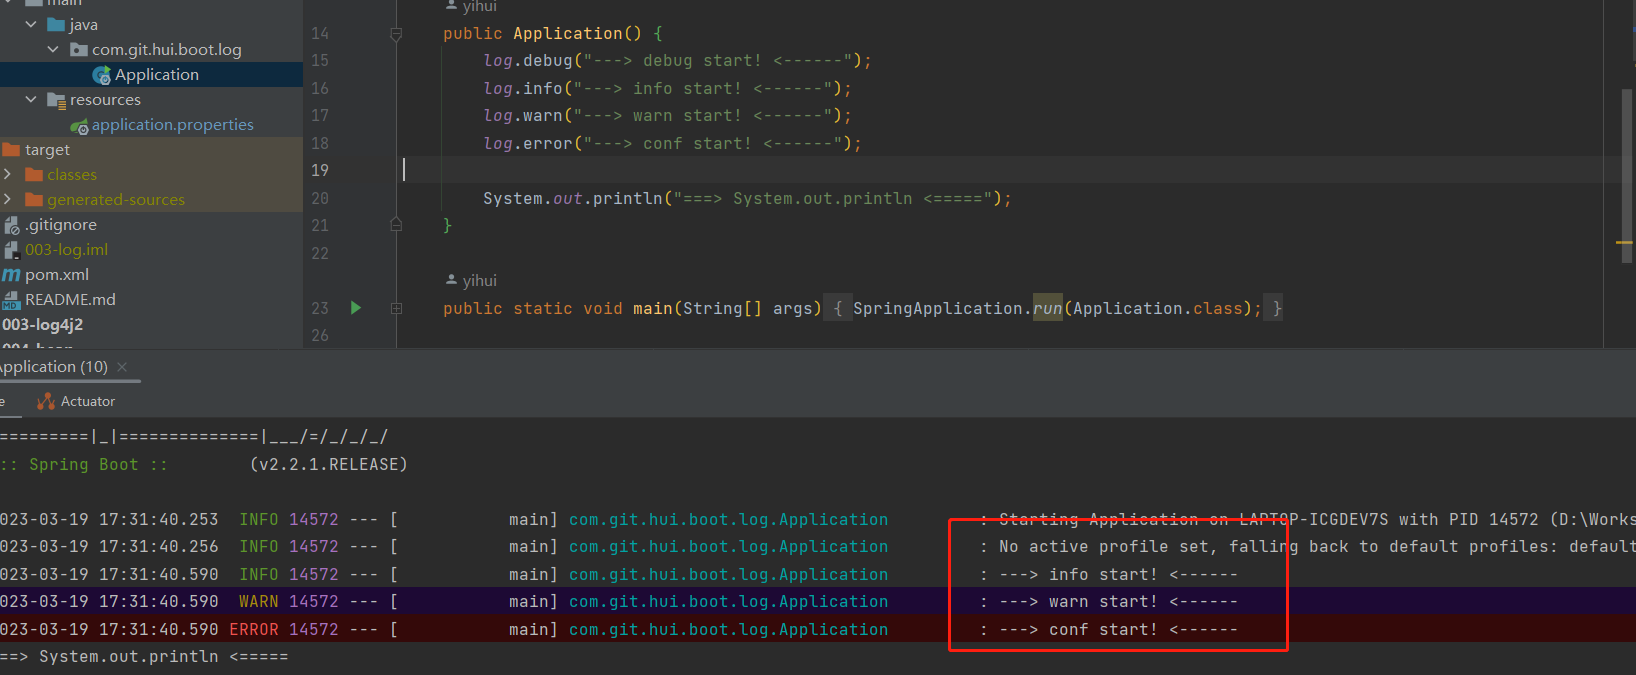 main
java
com.git.hui.boot.log
Application
resources
application.properties
target
classes
generated-sources
.gitignore
003-log.iml
pom.xml
README.md
003-log4j2
yihui
14 public Application() {
15 log.debug("---> debug start! <------");
16 log.info("---> info start! <------");
17 log.warn("---> warn start! <------");
18 log.error("---> conf start! <------");
19
20 System.out.println("===> System.out.println <=====");
21 }
22
yihui
23 public static void main(String[] args) { SpringApplication.run(Application.class); }
26
pplication (10)
e Actuator
=========|_|==============|___/=/_/_/_/
:: Spring Boot :: (v2.2.1.RELEASE)
023-03-19 17:31:40.253 INFO 14572 --- [ main] com.git.hui.boot.log.Application : Starting Application on LAPTOP-ICGDEV7S with PID 14572 (D:\Works
023-03-19 17:31:40.256 INFO 14572 --- [ main] com.git.hui.boot.log.Application : No active profile set, falling back to default profiles: default
023-03-19 17:31:40.590 INFO 14572 --- [ main] com.git.hui.boot.log.Application : ---> info start! <------
023-03-19 17:31:40.590 WARN 14572 --- [ main] com.git.hui.boot.log.Application : ---> warn start! <------
023-03-19 17:31:40.590 ERROR 14572 --- [ main] com.git.hui.boot.log.Application : ---> conf start! <------
==> System.out.println <=====